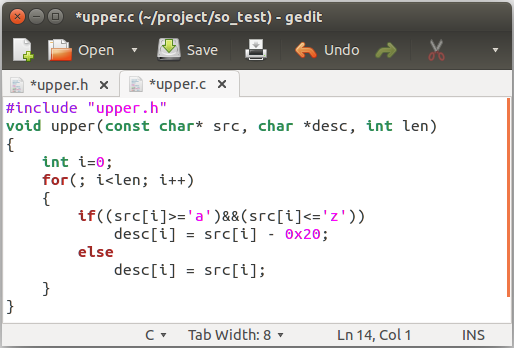 *upper.c (~/project/so_test) - gedit
Open Save Undo
*upper.h *upper.c
#include "upper.h"
void upper(const char* src, char *desc, int len)
{
    int i=0;
    for(; i<len; i++)
    {
        if((src[i]>='a')&&(src[i]<='z'))
            desc[i] = src[i] - 0x20;
        else
            desc[i] = src[i];
    }
}
C Tab Width: 8 Ln 14, Col 1 INS